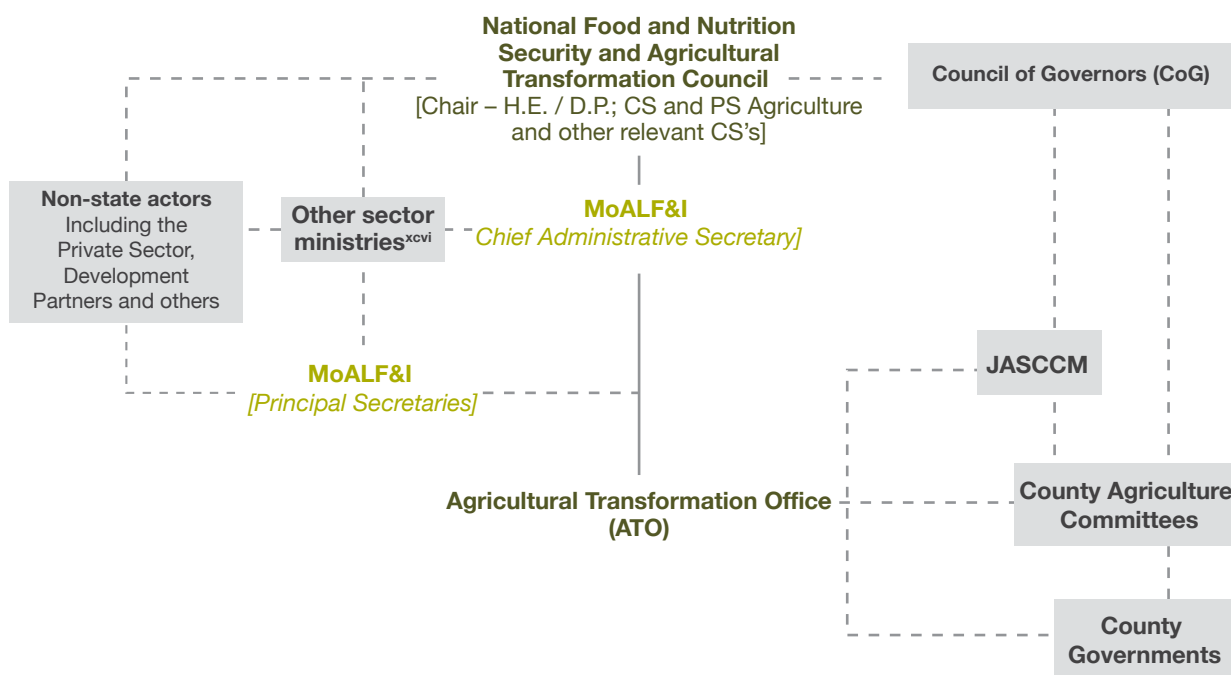 National Food and Nutrition
Security and Agricultural
Transformation Council
[Chair – H.E. / D.P.; CS and PS Agriculture
and other relevant CS's]
Council of Governors (CoG)
Non-state actors
Including the
Private Sector,
Development
Partners and others
Other sector
ministriesxcvi
MoALF&I
Chief Administrative Secretary]
MoALF&I
[Principal Secretaries]
JASCCM
Agricultural Transformation Office
(ATO)
County Agriculture
Committees
County
Governments